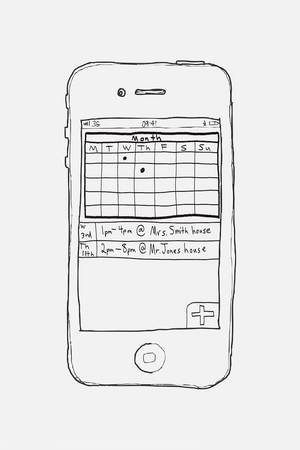 3G 09:41
Month
M T W Th F S Su
W 3rd 1pm-4pm @ Mrs. Smith house
Th 11th 2pm-8pm @ Mr. Jones house